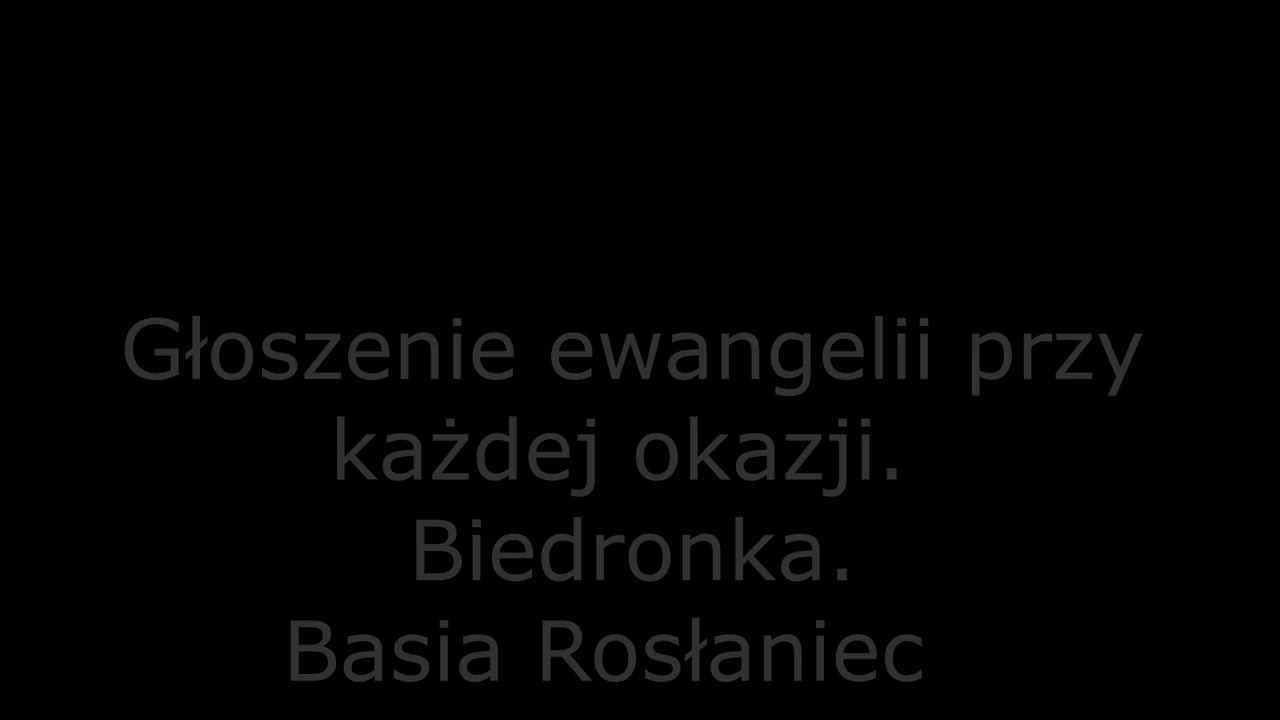 Głoszenie ewangelii przy
każdej okazji.
Biedronka.
Basia Rosłaniec